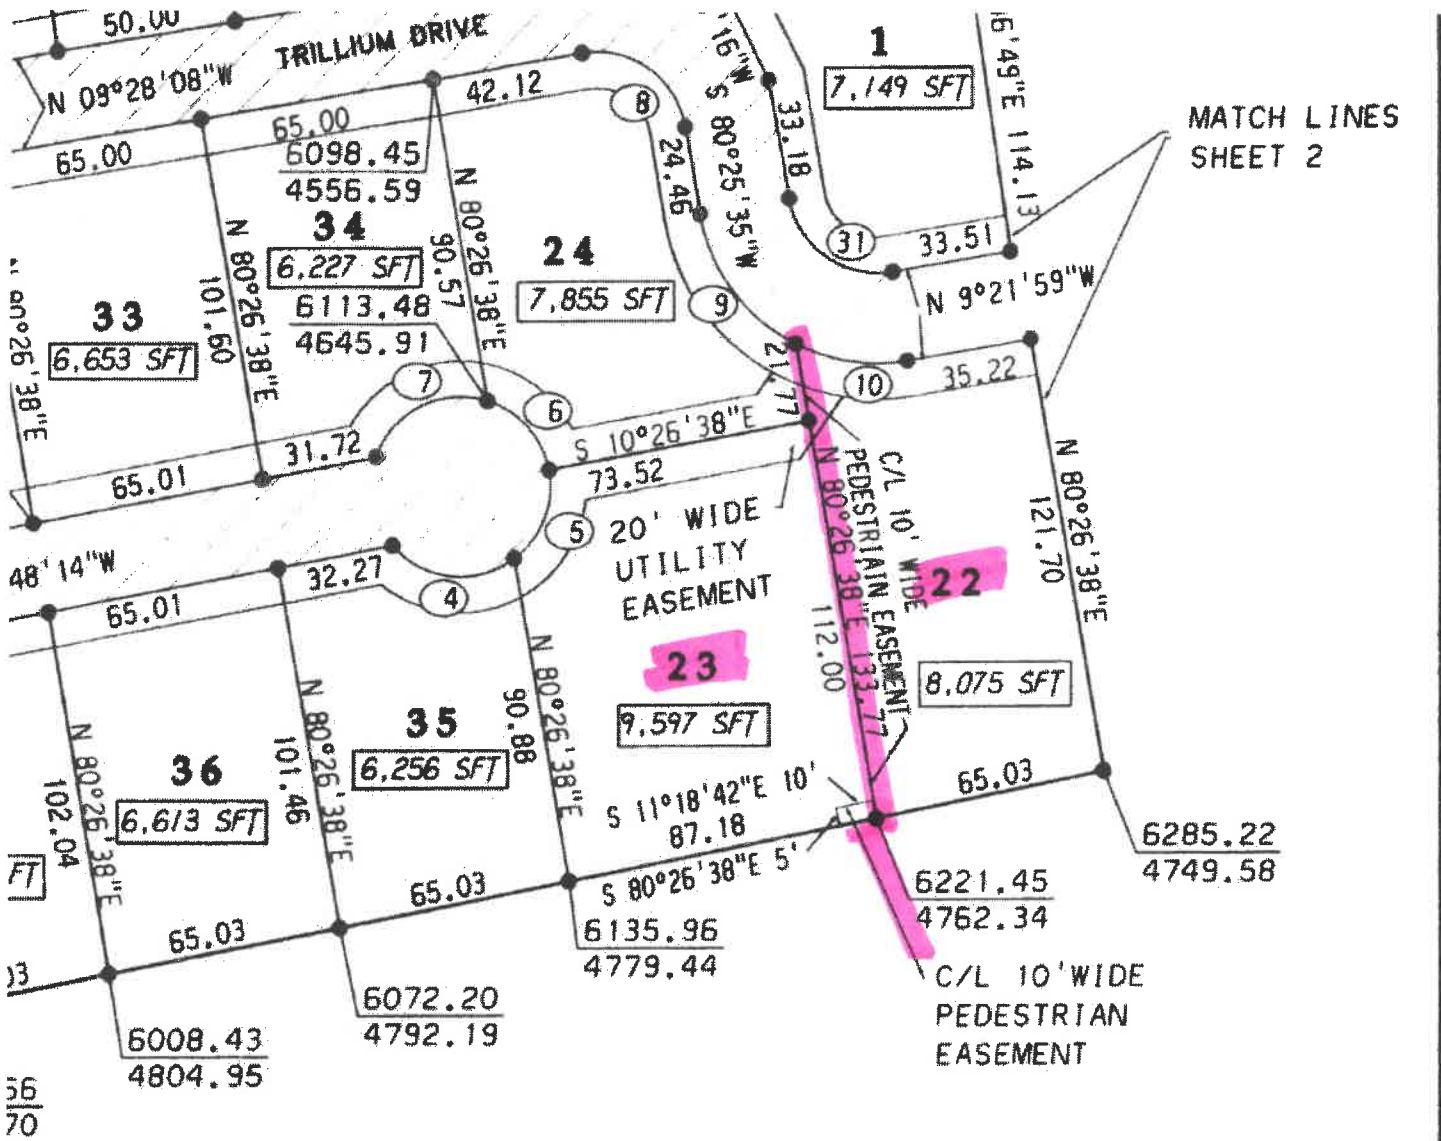 50.00
TRILLIUM DRIVE
N 09°28'08"W
42.12
65.00
65.00
6098.45
4556.59
8
24.46
16"W
S 80°25'35"W
33.18
1
7,149 SFT
16'49"E 114.13
MATCH LINES
SHEET 2
31
33.51
N 9°21'59"W
N 80°26'38"E
101.60
34
6,227 SFT
6113.48
4645.91
N 80°26'38"E
90.57
24
7,855 SFT
9
33
6,653 SFT
26'38"E
7
6
21.77
10
35.22
S 10°26'38"E
73.52
31.72
65.01
5
20' WIDE
UTILITY
EASEMENT
C/L 10' WIDE
PEDESTRIAIN EASEMENT
N 80°26'38"E 133.77
112.00
22
8,075 SFT
N 80°26'38"E
121.70
48'14"W
65.01
32.27
4
23
9,597 SFT
N 80°26'38"E
90.88
35
6,256 SFT
N 80°26'38"E
101.46
36
6,613 SFT
N 80°26'38"E
102.04
FT
S 11°18'42"E 10'
87.18
S 80°26'38"E 5'
65.03
6285.22
4749.58
6221.45
4762.34
65.03
6135.96
4779.44
65.03
C/L 10'WIDE
PEDESTRIAN
EASEMENT
03
6072.20
4792.19
6008.43
4804.95
56
70